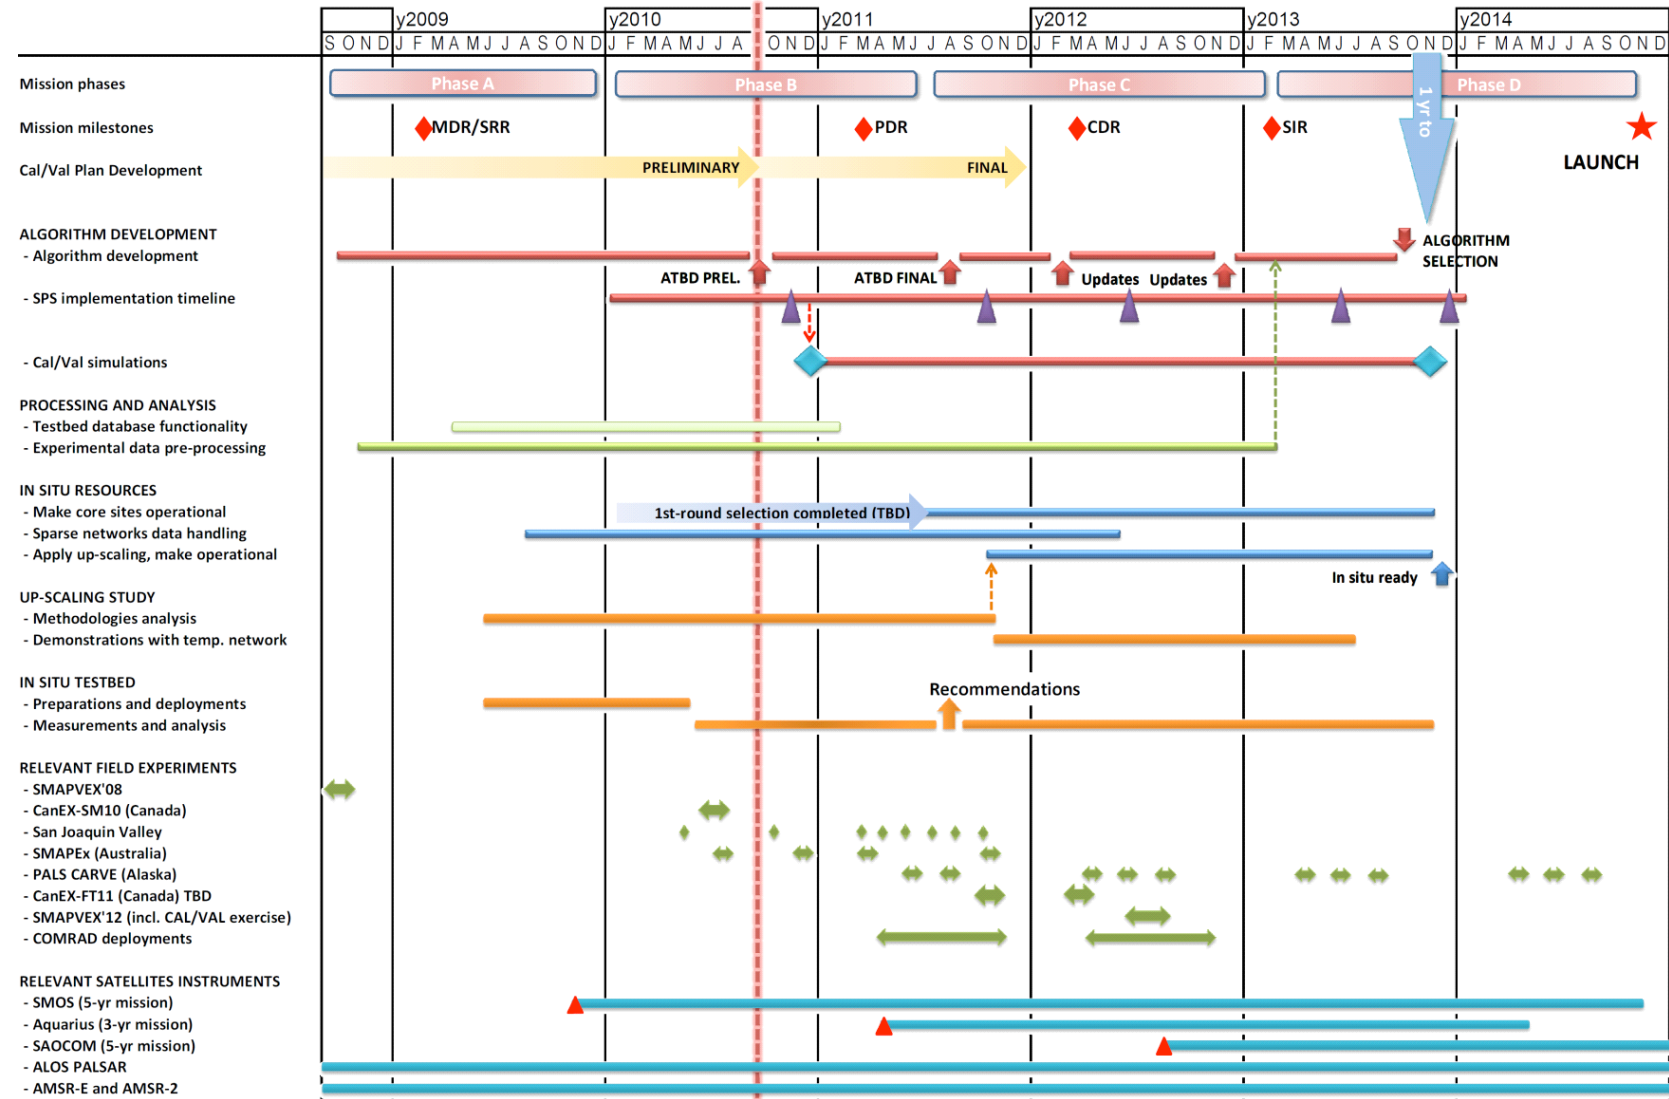 y2009 y2010 y2011 y2012 y2013 y2014
S O N D J F M A M J J A S O N D J F M A M J J A O N D J F M A M J J A S O N D J F M A M J J A S O N D J F M A M J J A S O N D J F M A M J J A S O N D
Mission phases Phase A Phase B Phase C Phase D
1 yr to
Mission milestones MDR/SRR PDR CDR SIR
LAUNCH
Cal/Val Plan Development PRELIMINARY FINAL
ALGORITHM DEVELOPMENT
- Algorithm development
ALGORITHM
SELECTION
ATBD PREL. ATBD FINAL Updates Updates
- SPS implementation timeline
- Cal/Val simulations
PROCESSING AND ANALYSIS
- Testbed database functionality
- Experimental data pre-processing
IN SITU RESOURCES
- Make core sites operational 1st-round selection completed (TBD)
- Sparse networks data handling
- Apply up-scaling, make operational
In situ ready
UP-SCALING STUDY
- Methodologies analysis
- Demonstrations with temp. network
IN SITU TESTBED
Recommendations
- Preparations and deployments
- Measurements and analysis
RELEVANT FIELD EXPERIMENTS
- SMAPVEX'08
- CanEX-SM10 (Canada)
- San Joaquin Valley
- SMAPEx (Australia)
- PALS CARVE (Alaska)
- CanEX-FT11 (Canada) TBD
- SMAPVEX'12 (incl. CAL/VAL exercise)
- COMRAD deployments
RELEVANT SATELLITES INSTRUMENTS
- SMOS (5-yr mission)
- Aquarius (3-yr mission)
- SAOCOM (5-yr mission)
- ALOS PALSAR
- AMSR-E and AMSR-2